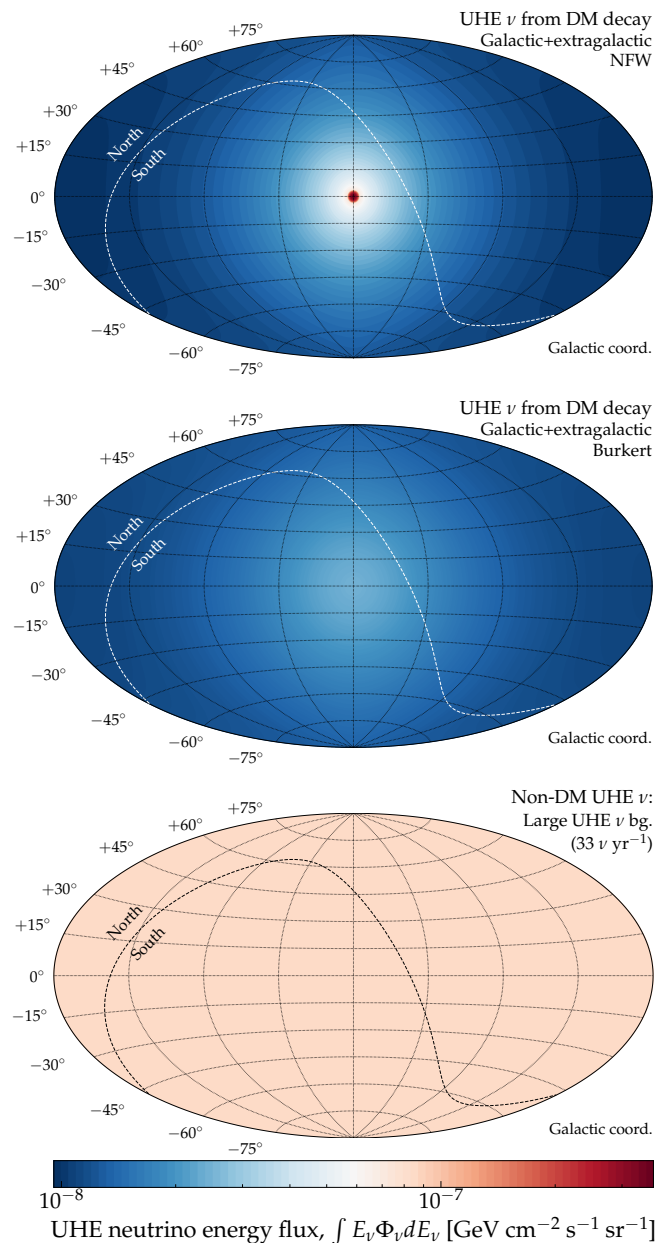 UHE ν from DM decay
Galactic+extragalactic
NFW
+75°
+60°
+45°
+30°
+15°
0°
−15°
−30°
−45°
−60°
−75°
North
South
Galactic coord.
UHE ν from DM decay
Galactic+extragalactic
Burkert
+75°
+60°
+45°
+30°
+15°
0°
−15°
−30°
−45°
−60°
−75°
North
South
Galactic coord.
Non-DM UHE ν:
Large UHE ν bg.
(33 ν yr⁻¹)
+75°
+60°
+45°
+30°
+15°
0°
−15°
−30°
−45°
−60°
−75°
North
South
Galactic coord.
10⁻⁸ 10⁻⁷
UHE neutrino energy flux, ∫ E_νΦ_νdE_ν [GeV cm⁻² s⁻¹ sr⁻¹]